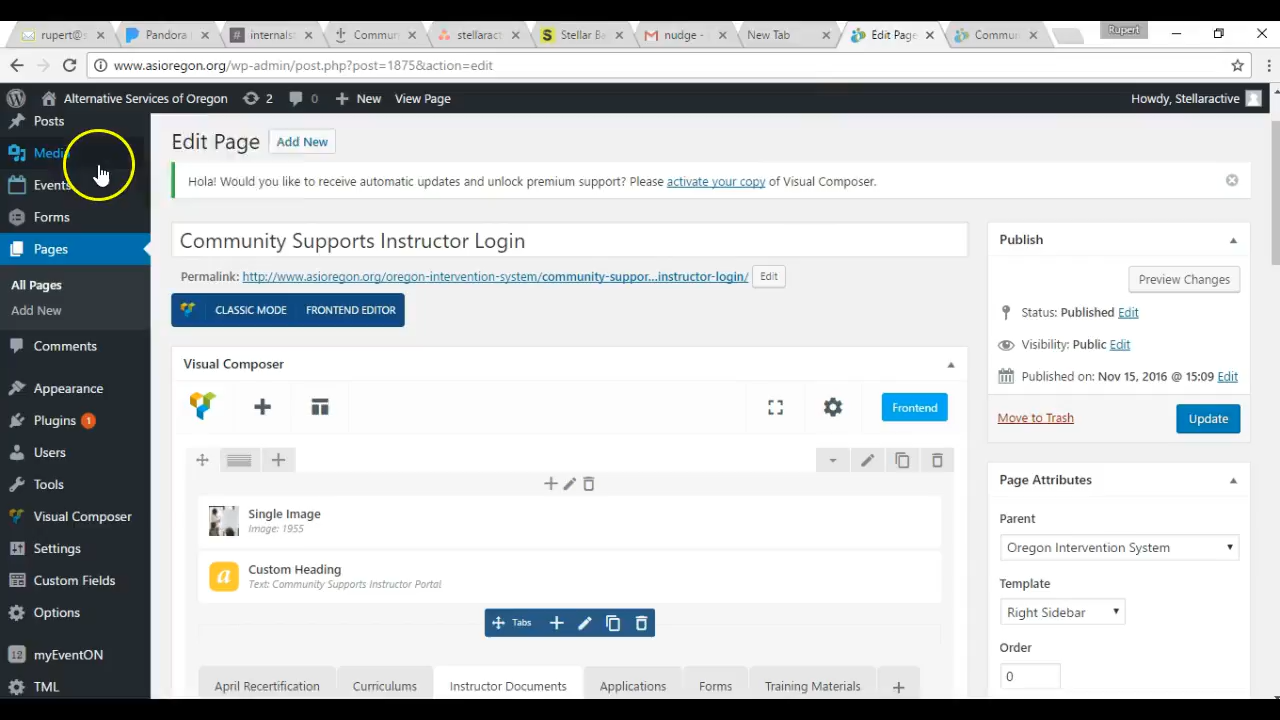 rupert@s
Pandora
internalst
Commun
stellaract
Stellar Ba
nudge -
New Tab
Edit Page
Commun
Rupert
www.asioregon.org/wp-admin/post.php?post=1875&action=edit
Alternative Services of Oregon
2
0
New
View Page
Howdy, Stellaractive
Posts
Media
Events
Forms
Pages
All Pages
Add New
Comments
Appearance
Plugins 1
Users
Tools
Visual Composer
Settings
Custom Fields
Options
12 myEventON
TML
Edit Page
Add New
Hola! Would you like to receive automatic updates and unlock premium support? Please activate your copy of Visual Composer.
Community Supports Instructor Login
Permalink: http://www.asioregon.org/oregon-intervention-system/community-suppor...instructor-login/ Edit
CLASSIC MODE
FRONTEND EDITOR
Visual Composer
Frontend
Single Image
Image: 1955
a
Custom Heading
Text: Community Supports Instructor Portal
Tabs
April Recertification
Curriculums
Instructor Documents
Applications
Forms
Training Materials
Publish
Preview Changes
Status: Published Edit
Visibility: Public Edit
Published on: Nov 15, 2016 @ 15:09 Edit
Move to Trash
Update
Page Attributes
Parent
Oregon Intervention System
Template
Right Sidebar
Order
0